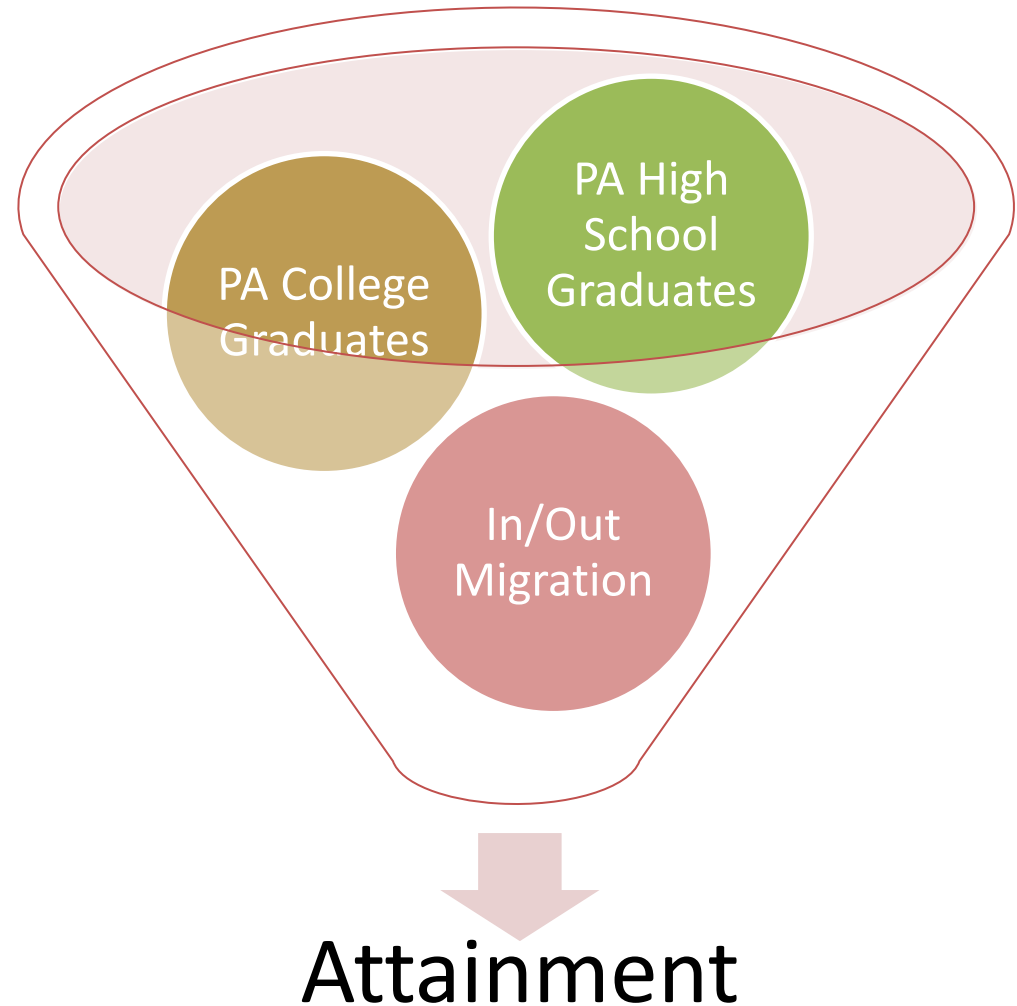 PA High
School
Graduates
PA College
Graduates
In/Out
Migration
Attainment